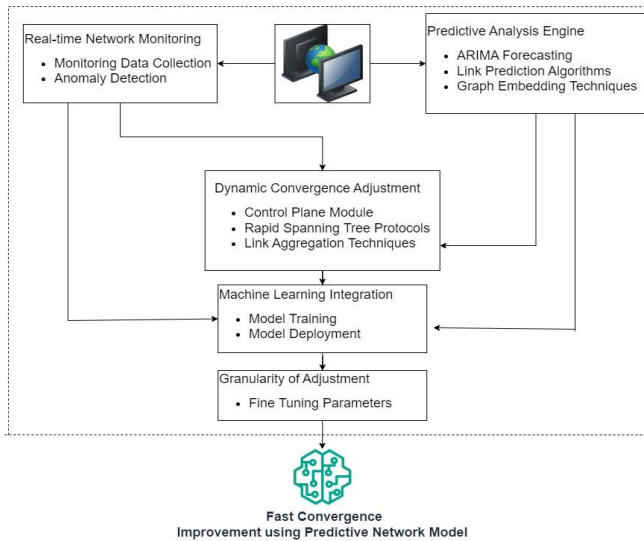 Real-time Network Monitoring
• Monitoring Data Collection
• Anomaly Detection
Predictive Analysis Engine
• ARIMA Forecasting
• Link Prediction Algorithms
• Graph Embedding Techniques
Dynamic Convergence Adjustment
• Control Plane Module
• Rapid Spanning Tree Protocols
• Link Aggregation Techniques
Machine Learning Integration
• Model Training
• Model Deployment
Granularity of Adjustment
• Fine Tuning Parameters
Fast Convergence
Improvement using Predictive Network Model